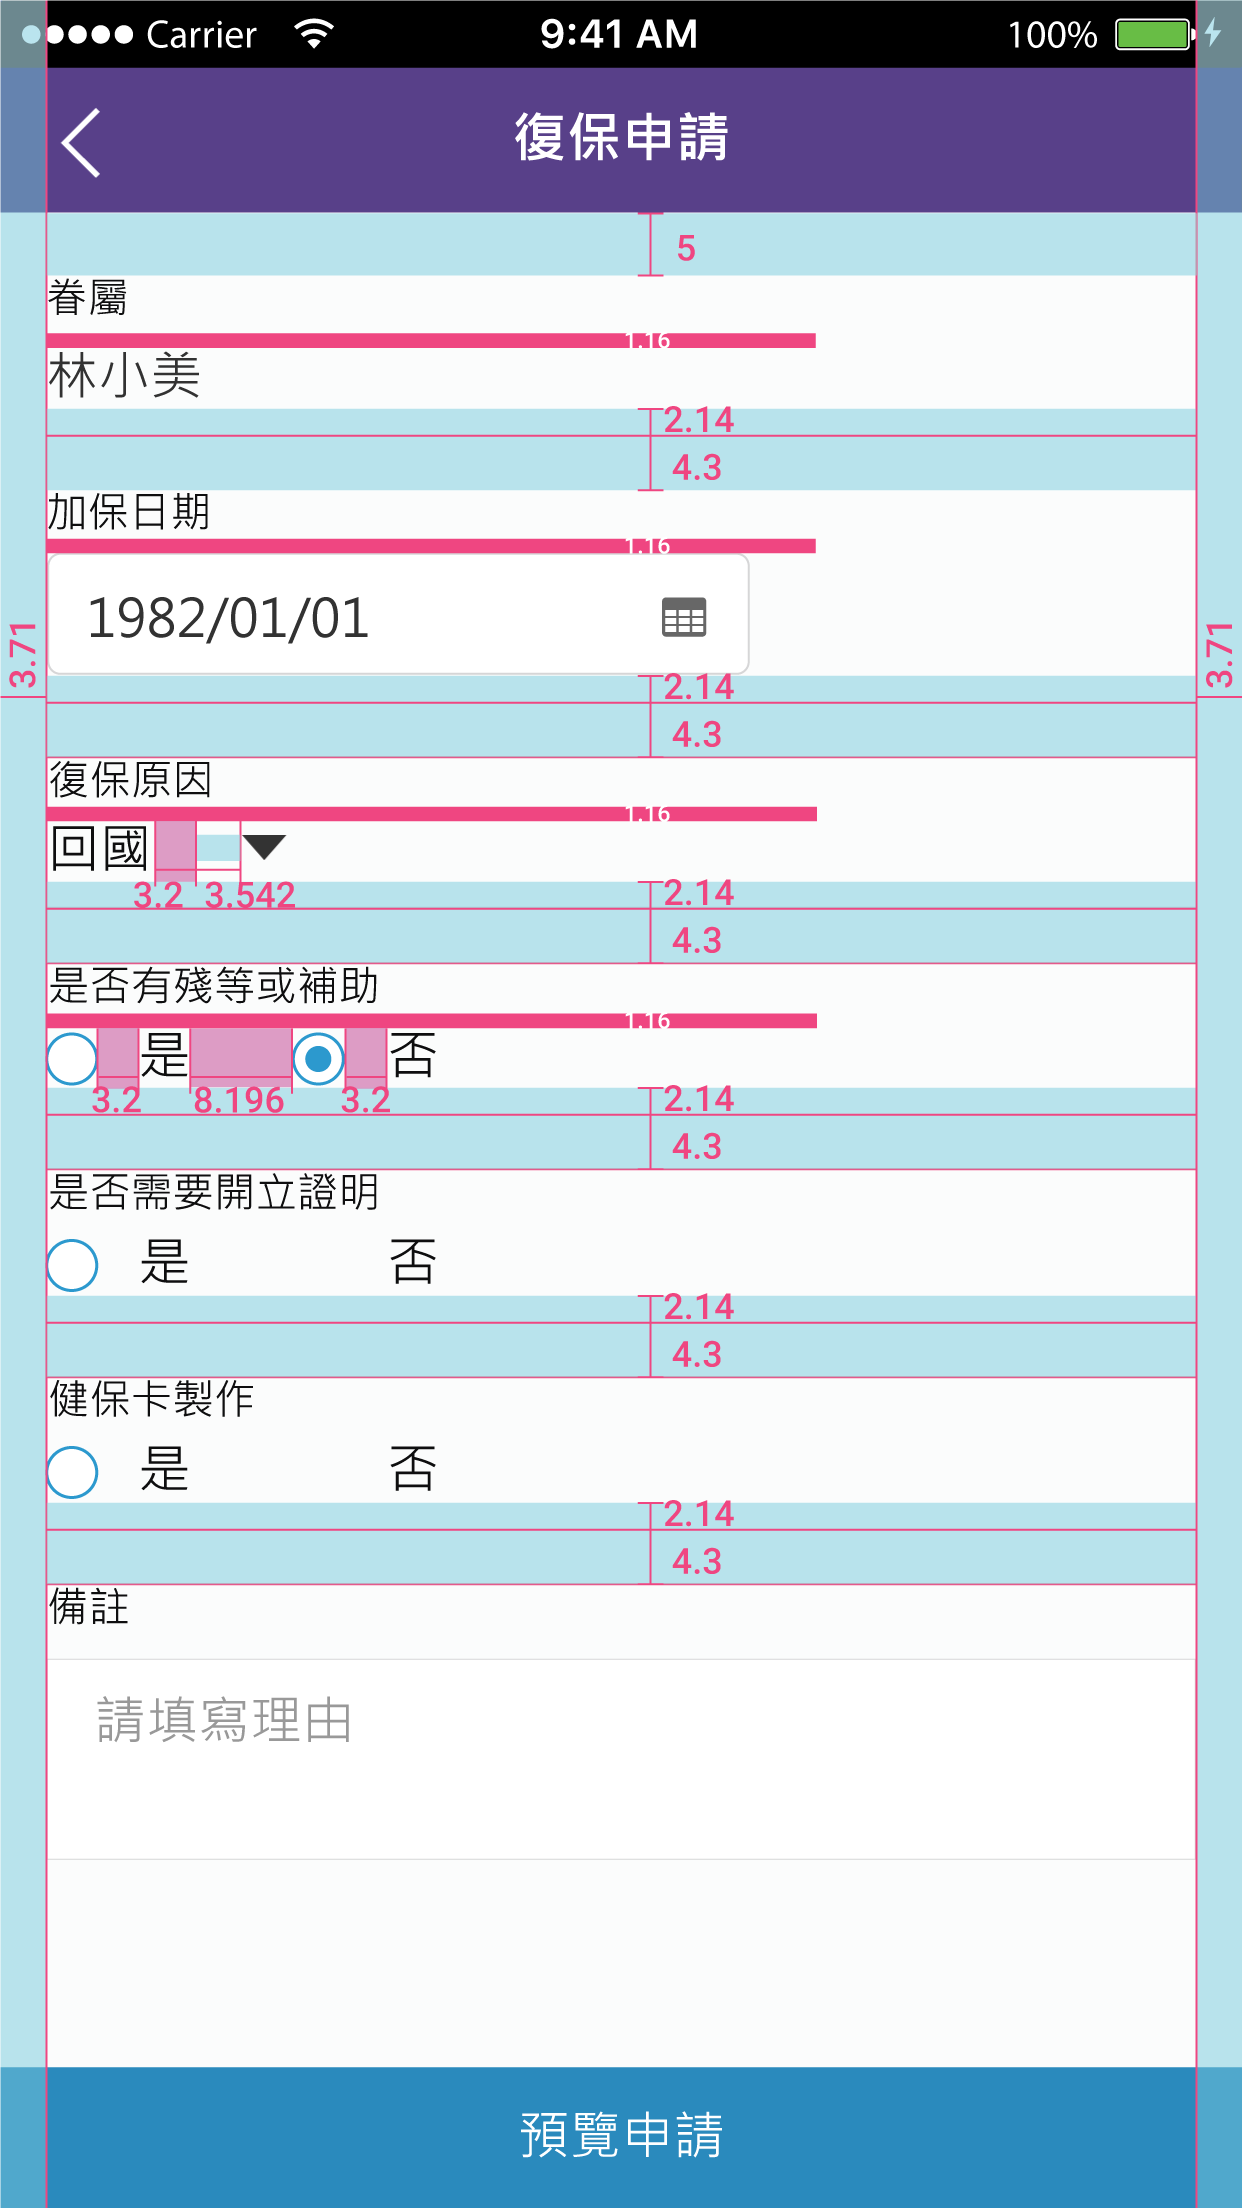 Carrier 9:41 AM 100%
復保申請
5
眷屬
1.16
林小美
2.14
4.3
加保日期
1.16
1982/01/01
3.71 3.71
2.14
4.3
復保原因
1.16
回國
3.2 3.542 2.14
4.3
是否有殘等或補助
1.16
是 否
3.2 8.196 3.2 2.14
4.3
是否需要開立證明
是 否
2.14
4.3
健保卡製作
是 否
2.14
4.3
備註
請填寫理由
預覽申請